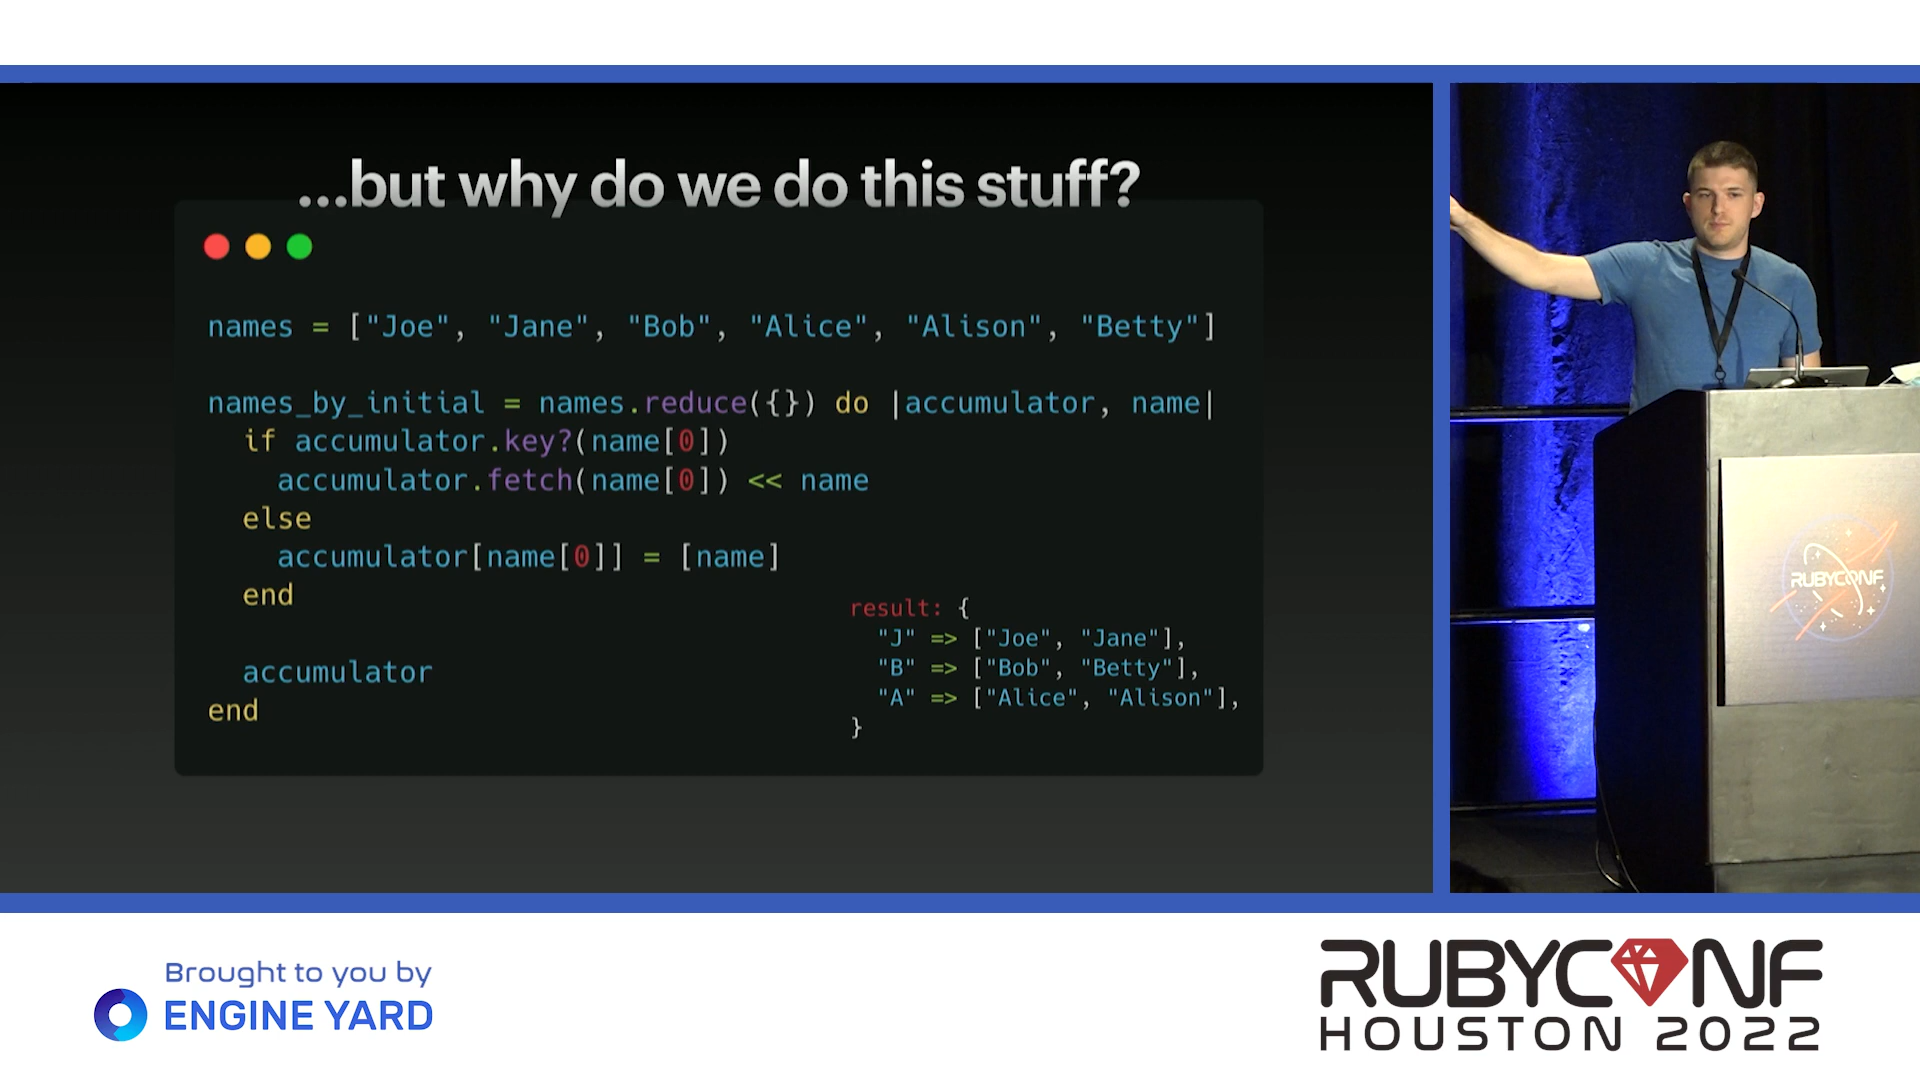 ...but why do we do this stuff?
names = ["Joe", "Jane", "Bob", "Alice", "Alison", "Betty"]
names_by_initial = names.reduce({}) do |accumulator, name|
if accumulator.key?(name[0])
accumulator.fetch(name[0]) << name
else
accumulator[name[0]] = [name]
end
accumulator
end
result: {
"J" => ["Joe", "Jane"],
"B" => ["Bob", "Betty"],
"A" => ["Alice", "Alison"],
}
RUBYCONF
Brought to you by
ENGINE YARD
RUBYCONF
HOUSTON 2022